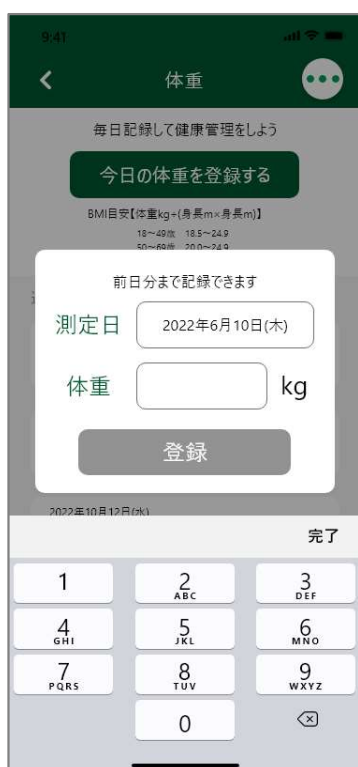 9:41
体重
毎日記録して健康管理をしよう
今日の体重を登録する
BMI目安【体重kg÷(身長m×身長m)】
18~49歳 18.5~24.9
50~69歳 20.0~24.9
前日分まで記録できます
測定日 2022年6月10日(木)
体重 kg
登録
2022年10月12日(水)
完了
1 2 3
ABC DEF
4 5 6
GHI JKL MNO
7 8 9
PQRS TUV WXYZ
0